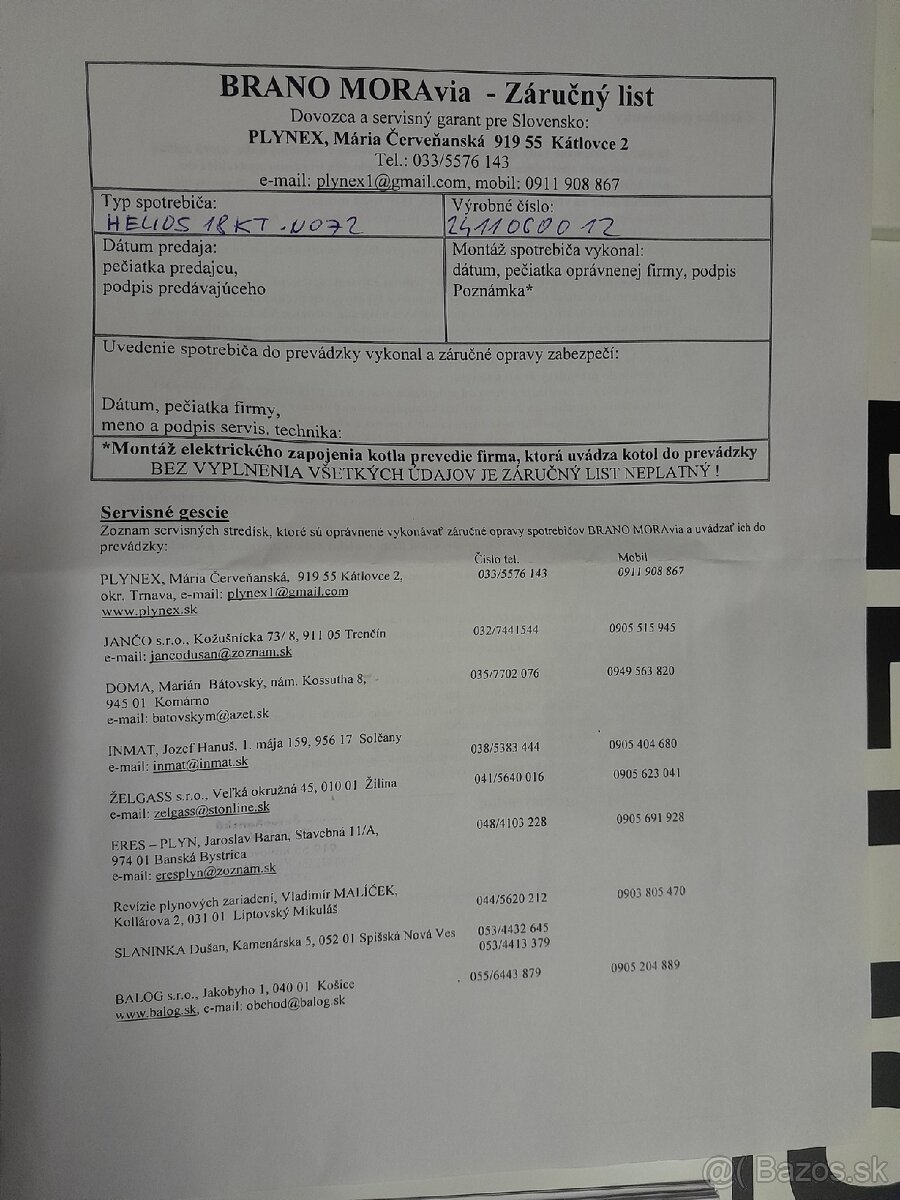 BRANO MORAvia - Záručný list
Dovozca a servisný garant pre Slovensko:
PLYNEX, Mária Červeňanská 919 55 Kátlovce 2
Tel.: 033/5576 143
e-mail: plynex1@gmail.com, mobil: 0911 908 867
Typ spotrebiča:
HELIOS 18KT.N072
Výrobné číslo:
2411060012
Dátum predaja:
pečiatka predajcu,
podpis predávajúceho
Montáž spotrebiča vykonal:
dátum, pečiatka oprávnenej firmy, podpis
Poznámka*
Uvedenie spotrebiča do prevádzky vykonal a záručné opravy zabezpečí:
Dátum, pečiatka firmy,
meno a podpis servis. technika:
*Montáž elektrického zapojenia kotla prevedie firma, ktorá uvádza kotol do prevádzky
BEZ VYPLNENIA VŠETKÝCH ÚDAJOV JE ZÁRUČNÝ LIST NEPLATNÝ !
Servisné gescie
Zoznam servisných stredísk, ktoré sú oprávnené vykonávať záručné opravy spotrebičov BRANO MORAvia a uvádzať ich do
prevádzky:
Číslo tel. Mobil
PLYNEX, Mária Červeňanská, 919 55 Kátlovce 2, 033/5576 143 0911 908 867
okr. Trnava, e-mail: plynex1@gmail.com
www.plynex.sk
JANČO s.r.o., Kožušnícka 73/ 8, 911 05 Trenčín 032/7441544 0905 515 945
e-mail: jancodusan@zoznam.sk
DOMA, Marián Bátovský, nám. Kossutha 8, 035/7702 076 0949 563 820
945 01 Komárno
e-mail: batovskym@azet.sk
INMAT, Jozef Hanuš, 1. mája 159, 956 17 Solčany 038/5383 444 0905 404 680
e-mail: inmat@inmat.sk
ŽELGASS s.r.o., Veľká okružná 45, 010 01 Žilina 041/5640 016 0905 623 041
e-mail: zelgass@stonline.sk
ERES – PLYN, Jaroslav Baran, Stavebná 11/A, 048/4103 228 0905 691 928
974 01 Banská Bystrica
e-mail: eresplyn@zoznam.sk
Revízie plynových zariadení, Vladimír MALÍČEK, 044/5620 212 0903 805 470
Kollárova 2, 031 01 Liptovský Mikuláš
SLANINKA Dušan, Kamenárska 5, 052 01 Spišská Nová Ves 053/4432 645
053/4413 379
BALOG s.r.o., Jakobyho 1, 040 01 Košice 055/6443 879 0905 204 889
www.balog.sk, e-mail: obchod@balog.sk
@( Bazos.sk